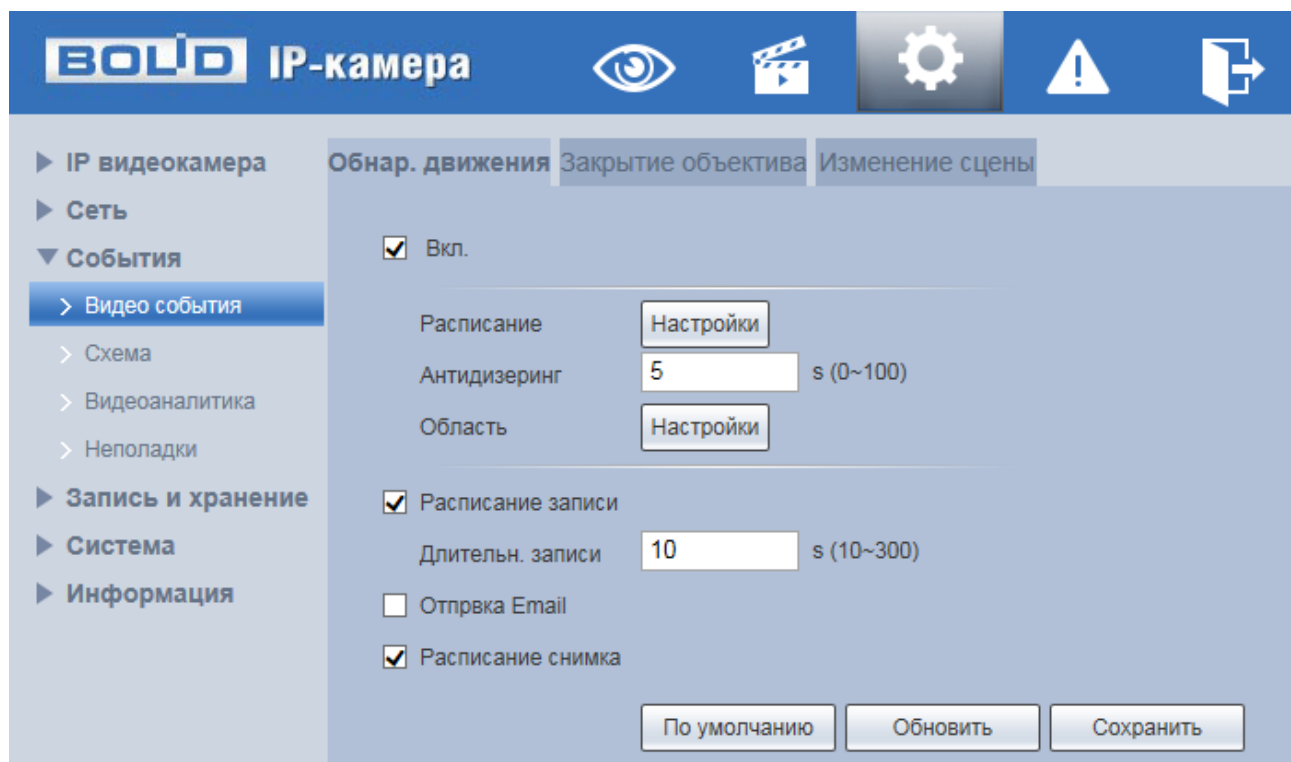 BOLID IP-камера
IP видеокамера
Сеть
События
Видео события
Схема
Видеоаналитика
Неполадки
Запись и хранение
Система
Информация
Обнар. движения Закрытие объектива Изменение сцены
Вкл.
Расписание Настройки
Антидизеринг 5 s (0~100)
Область Настройки
Расписание записи
Длительн. записи 10 s (10~300)
Отпрвка Email
Расписание снимка
По умолчанию Обновить Сохранить